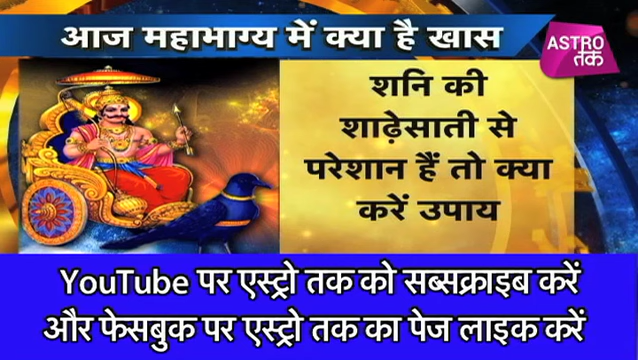 आज महाभाग्य में क्या है खास
ASTRO
तक
शनि की
शाढ़ेसाती से
परेशान हैं तो क्या
करें उपाय
YouTube पर एस्ट्रो तक को सब्सक्राइब करें
और फेसबुक पर एस्ट्रो तक का पेज लाइक करें